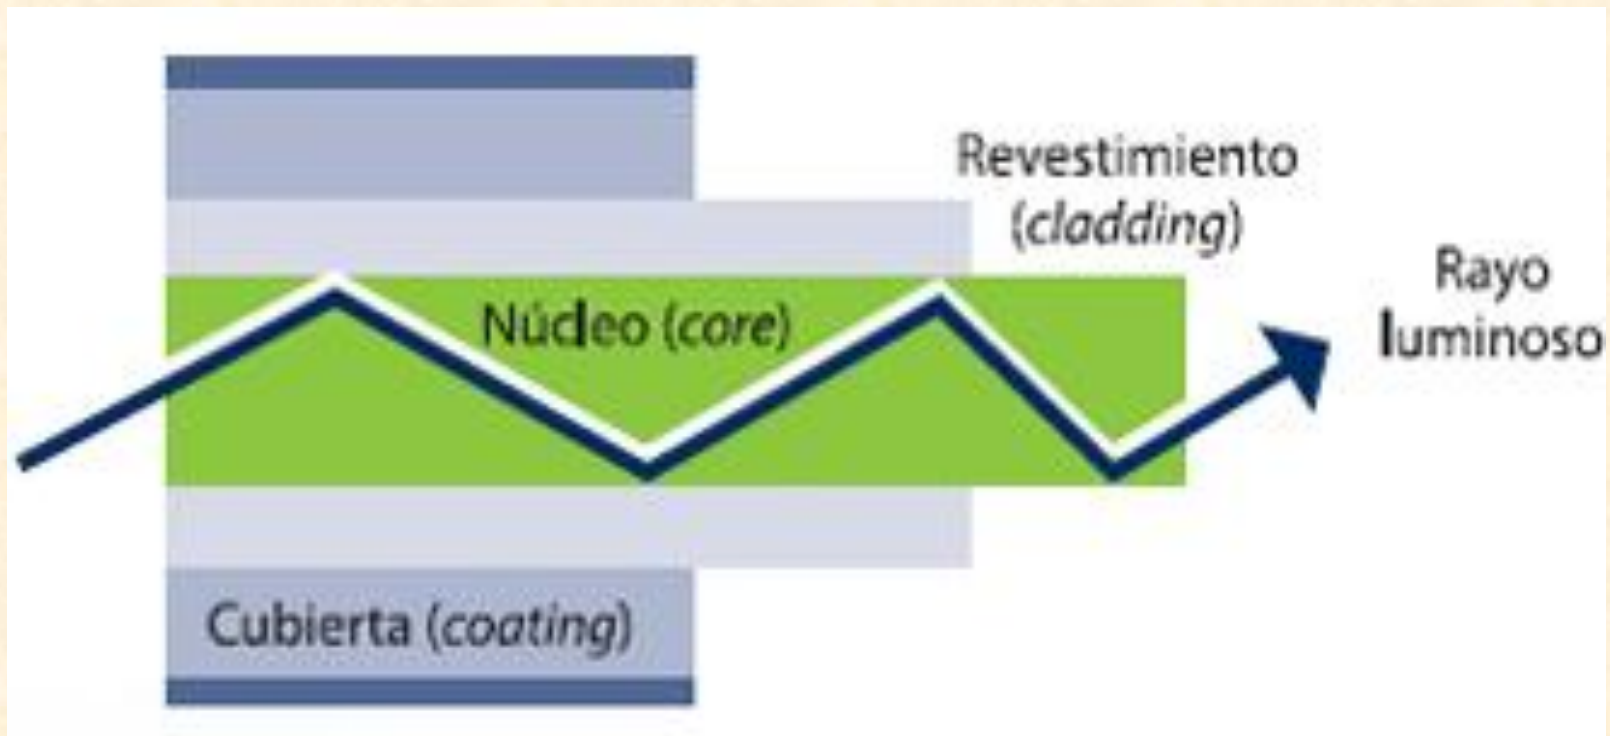 Revestimiento
(cladding)
Rayo
luminoso
Núcleo (core)
Cubierta (coating)